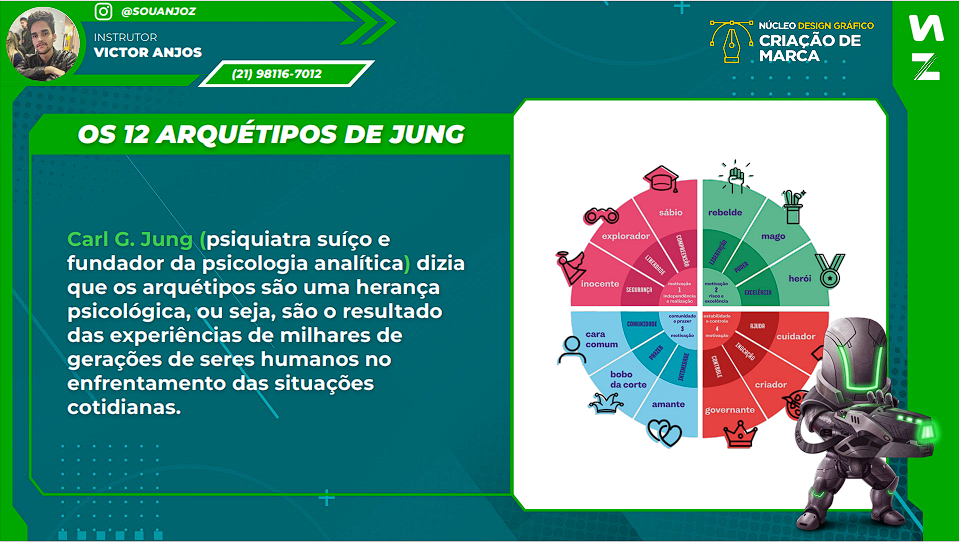 @SOUANJOZ
INSTRUTOR
VICTOR ANJOS
(21) 98116-7012
NÚCLEO DESIGN GRÁFICO
CRIAÇÃO DE
MARCA
OS 12 ARQUÉTIPOS DE JUNG
Carl G. Jung (psiquiatra suíço e
fundador da psicologia analítica) dizia
que os arquétipos são uma herança
psicológica, ou seja, são o resultado
das experiências de milhares de
gerações de seres humanos no
enfrentamento das situações
cotidianas.
sábio
rebelde
explorador
mago
inocente
herói
COMPREENSÃO
LIBERDADE
SEGURANÇA
LIBERTAÇÃO
PODER
EXCELÊNCIA
motivação
1
independência
e realização
motivação
2
risco e
excelência
comunidade
e prazer
3
motivação
estabilidade
e controle
4
motivação
COMUNIDADE
PRAZER
INTIMIDADE
AJUDA
INOVAÇÃO
CONTROLE
cara
comum
cuidador
bobo
da corte
criador
amante
governante